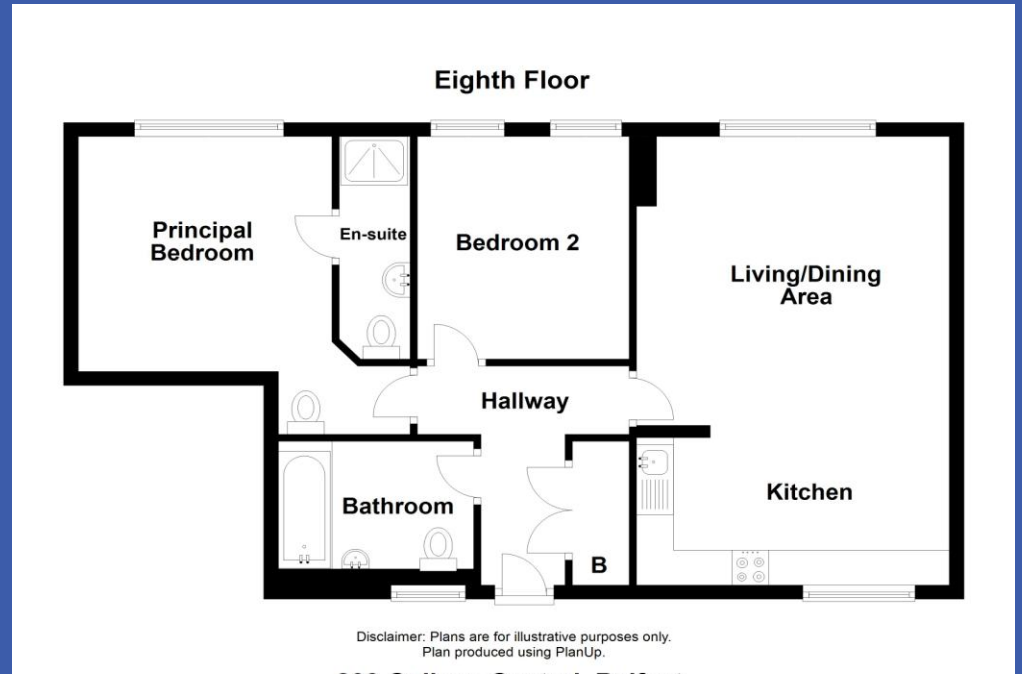 Eighth Floor
Principal
Bedroom
En-suite
Bedroom 2
Living/Dining
Area
Hallway
Bathroom
Kitchen
B
Disclaimer: Plans are for illustrative purposes only.
Plan produced using PlanUp.